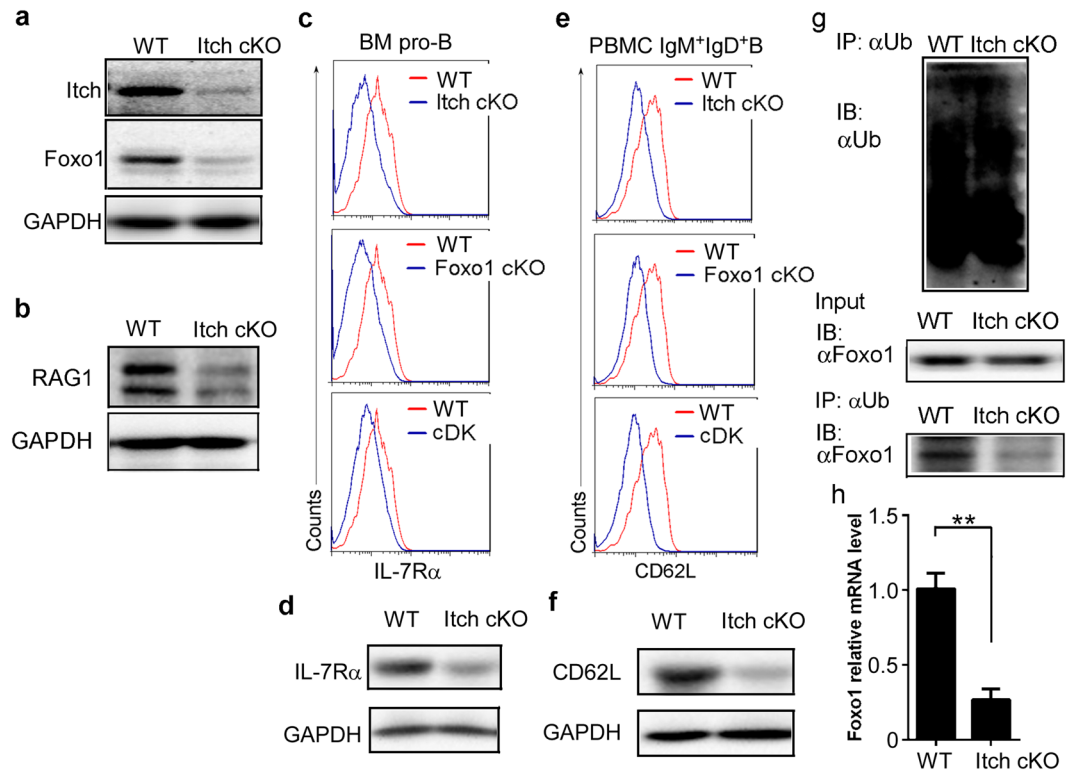 a
WT Itch cKO
Itch
Foxo1
GAPDH
b
WT Itch cKO
RAG1
GAPDH
c
BM pro-B
WT
Itch cKO
WT
Foxo1 cKO
WT
cDK
Counts
IL-7Rα
d
WT Itch cKO
IL-7Rα
GAPDH
e
PBMC IgM⁺IgD⁺B
WT
Itch cKO
WT
Foxo1 cKO
WT
cDK
Counts
CD62L
f
WT Itch cKO
CD62L
GAPDH
g
IP: αUb WT Itch cKO
IB:
αUb
Input
WT Itch cKO
IB:
αFoxo1
IP: αUb
WT Itch cKO
IB:
αFoxo1
h
Foxo1 relative mRNA level
1.5
1.0
0.5
0
**
WT Itch cKO